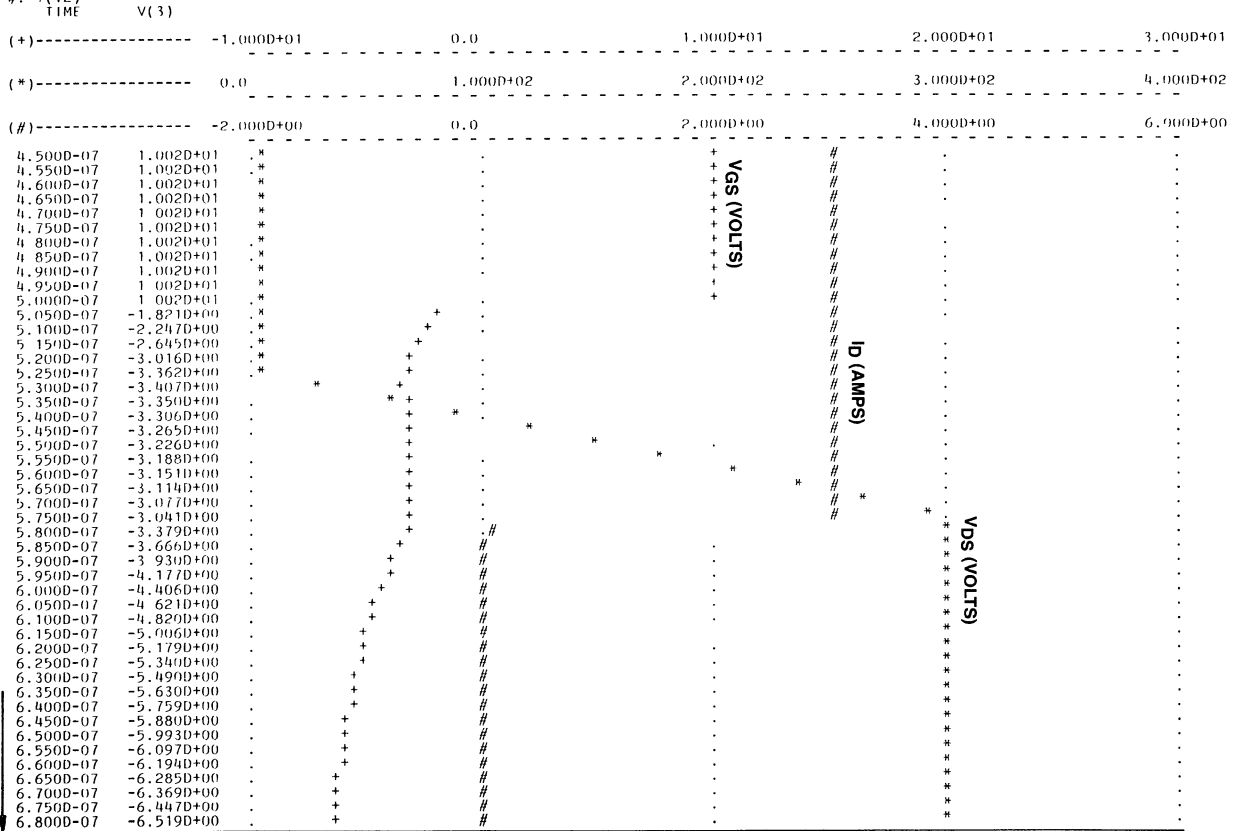 TIME V(3)
(+)------------------ -1.000D+01 0.0 1.000D+01 2.000D+01 3.000D+01
(*)------------------ 0.0 1.000D+02 2.000D+02 3.000D+02 4.000D+02
(#)------------------ -2.000D+00 0.0 2.000D+00 4.000D+00 6.000D+00
4.500D-07 1.002D+01
4.550D-07 1.002D+01
4.600D-07 1.002D+01
4.650D-07 1.002D+01
4.700D-07 1 002D+01
4.750D-07 1.002D+01
4 800D-07 1.002D+01
4 850D-07 1.002D+01
4.900D-07 1.002D+01
4.950D-07 1 002D+01
5.000D-07 1 002D+01
5.050D-07 -1.821D+00
5.100D-07 -2.247D+00
5 150D-07 -2.645D+00
5.200D-07 -3.016D+00
5.250D-07 -3.362D+00
5.300D-07 -3.407D+00
5.350D-07 -3.350D+00
5.400D-07 -3.306D+00
5.450D-07 -3.265D+00
5.500D-07 -3.226D+00
5.550D-07 -3.188D+00
5.600D-07 -3.151D+00
5.650D-07 -3.114D+00
5.700D-07 -3.077D+00
5.750D-07 -3.041D+00
5.800D-07 -3.379D+00
5.850D-07 -3.666D+00
5.900D-07 -3 930D+00
5.950D-07 -4.177D+00
6.000D-07 -4.406D+00
6.050D-07 -4 621D+00
6.100D-07 -4.820D+00
6.150D-07 -5.006D+00
6.200D-07 -5.179D+00
6.250D-07 -5.340D+00
6.300D-07 -5.490D+00
6.350D-07 -5.630D+00
6.400D-07 -5.759D+00
6.450D-07 -5.880D+00
6.500D-07 -5.993D+00
6.550D-07 -6.097D+00
6.600D-07 -6.194D+00
6.650D-07 -6.285D+00
6.700D-07 -6.369D+00
6.750D-07 -6.447D+00
6.800D-07 -6.519D+00
VGS (VOLTS)
ID (AMPS)
VDS (VOLTS)